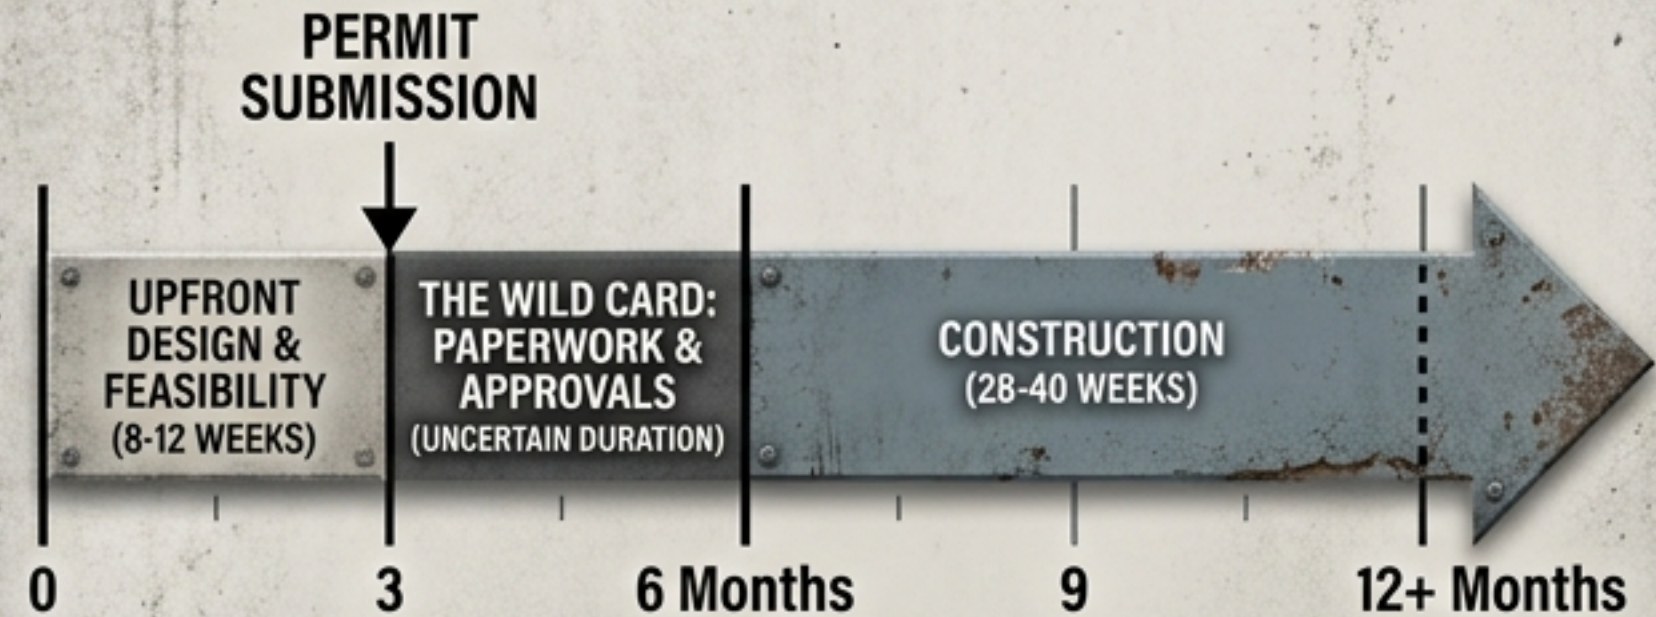 PERMIT
SUBMISSION
UPFRONT
DESIGN &
FEASIBILITY
(8-12 WEEKS)
THE WILD CARD:
PAPERWORK &
APPROVALS
(UNCERTAIN DURATION)
CONSTRUCTION
(28-40 WEEKS)
0
3
6 Months
9
12+ Months